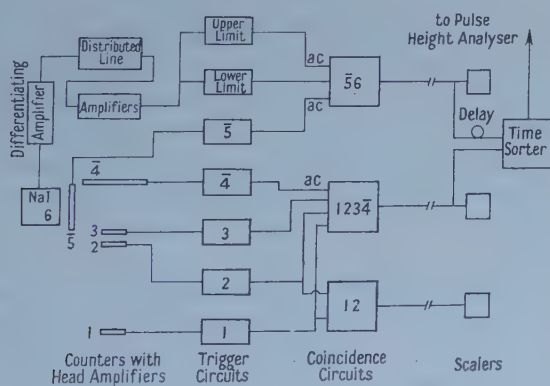 to Pulse
Height Analyser
Distributed
Line
Upper
Limit
ac
Differentiating
Amplifier
Amplifiers
Lower
Limit
5̄6
ac
Delay
5̄
Time
Sorter
4̄
ac
NaI
6
4̄
1234̄
3
3
2
5̄
2
12
1
1
Counters with
Head Amplifiers
Trigger
Circuits
Coincidence
Circuits
Scalers